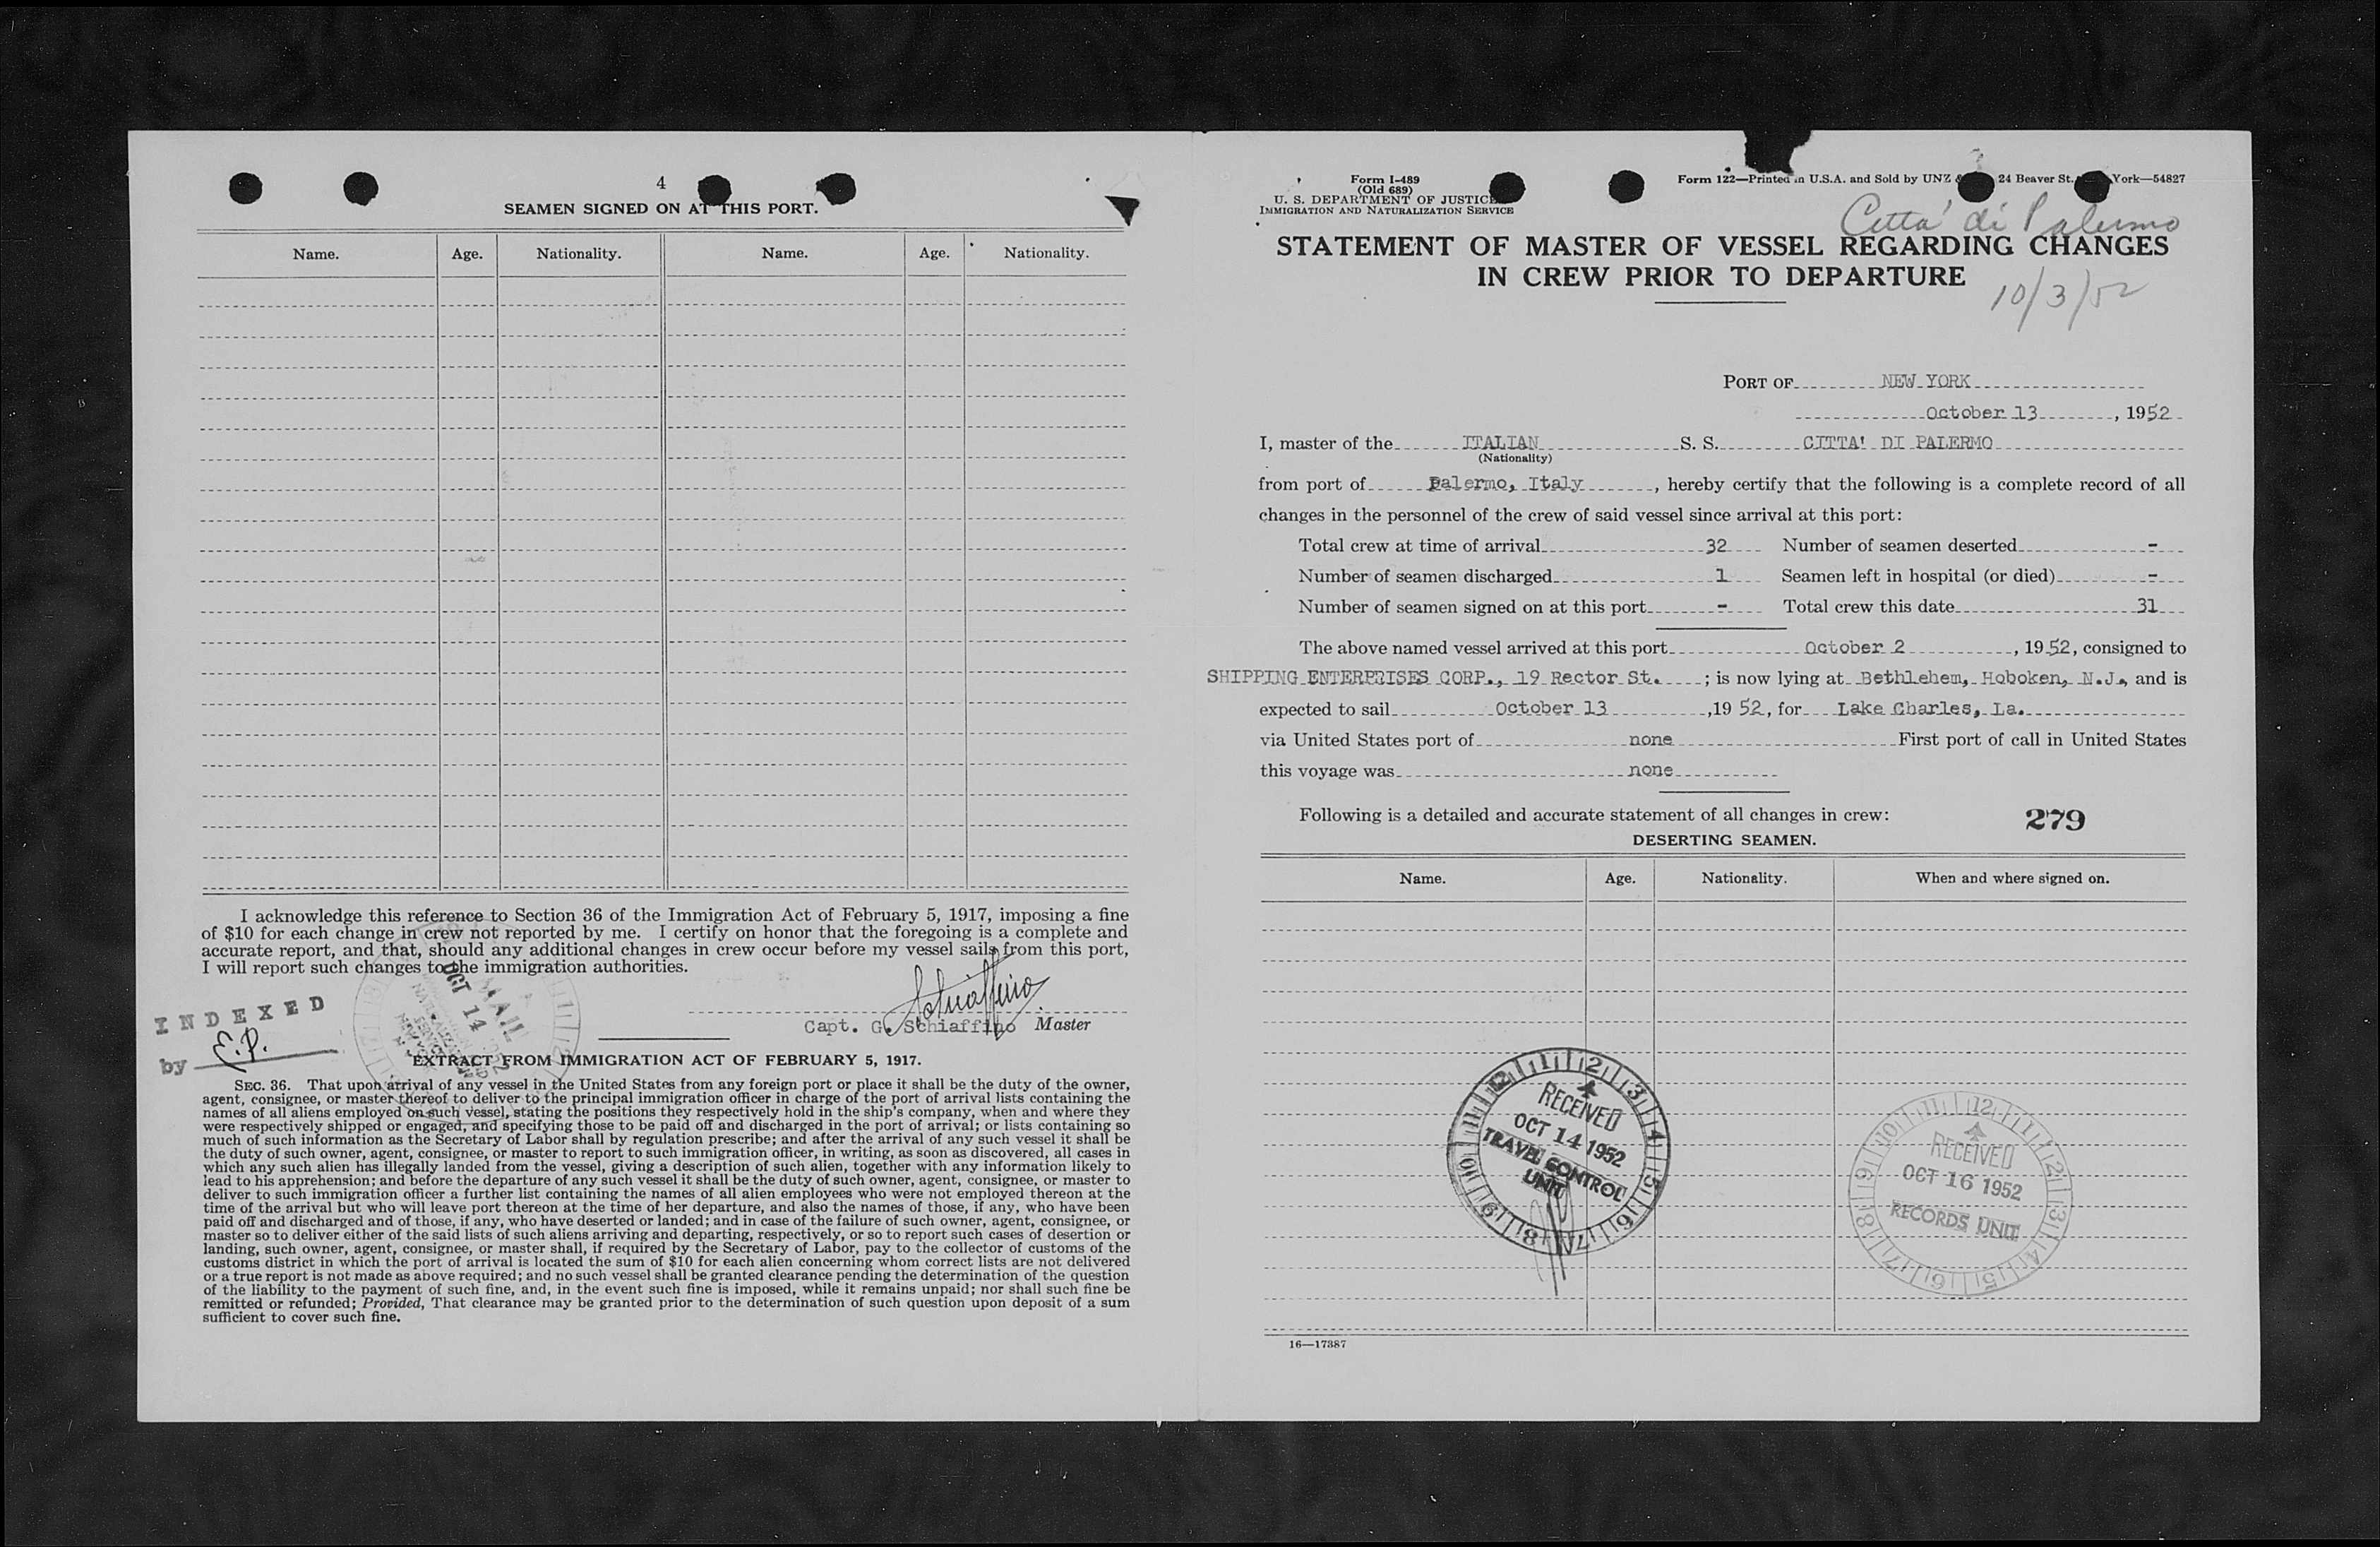 4
SEAMEN SIGNED ON AT THIS PORT.
Name. Age. Nationality. Name. Age. Nationality.
I acknowledge this reference to Section 36 of the Immigration Act of February 5, 1917, imposing a fine
of $10 for each change in crew not reported by me. I certify on honor that the foregoing is a complete and
accurate report, and that, should any additional changes in crew occur before my vessel sails from this port,
I will report such changes to the immigration authorities.
INDEXED
by E.P.
OCT 14
Schiaffino
Capt. G. Schiaffino Master
EXTRACT FROM IMMIGRATION ACT OF FEBRUARY 5, 1917.
SEC. 36. That upon arrival of any vessel in the United States from any foreign port or place it shall be the duty of the owner,
agent, consignee, or master thereof to deliver to the principal immigration officer in charge of the port of arrival lists containing the
names of all aliens employed on such vessel, stating the positions they respectively hold in the ship's company, when and where they
were respectively shipped or engaged, and specifying those to be paid off and discharged in the port of arrival; or lists containing so
much of such information as the Secretary of Labor shall by regulation prescribe; and after the arrival of any such vessel it shall be
the duty of such owner, agent, consignee, or master to report to such immigration officer, in writing, as soon as discovered, all cases in
which any such alien has illegally landed from the vessel, giving a description of such alien, together with any information likely to
lead to his apprehension; and before the departure of any such vessel it shall be the duty of such owner, agent, consignee, or master to
deliver to such immigration officer a further list containing the names of all alien employees who were not employed thereon at the
time of the arrival but who will leave port thereon at the time of her departure, and also the names of those, if any, who have been
paid off and discharged and of those, if any, who have deserted or landed; and in case of the failure of such owner, agent, consignee, or
master so to deliver either of the said lists of such aliens arriving and departing, respectively, or so to report such cases of desertion or
landing, such owner, agent, consignee, or master shall, if required by the Secretary of Labor, pay to the collector of customs of the
customs district in which the port of arrival is located the sum of $10 for each alien concerning whom correct lists are not delivered
or a true report is not made as above required; and no such vessel shall be granted clearance pending the determination of the question
of the liability to the payment of such fine, and, in the event such fine is imposed, while it remains unpaid; nor shall such fine be
remitted or refunded; Provided, That clearance may be granted prior to the determination of such question upon deposit of a sum
sufficient to cover such fine.
Form I-489
(Old 689)
U. S. DEPARTMENT OF JUSTICE
IMMIGRATION AND NATURALIZATION SERVICE
Form 122—Printed in U.S.A. and Sold by UNZ 24 Beaver St. York—54827
Citta' di Palermo
STATEMENT OF MASTER OF VESSEL REGARDING CHANGES
IN CREW PRIOR TO DEPARTURE
10/3/52
PORT OF NEW YORK
October 13, 1952
I, master of the ITALIAN S. S. CITTA' DI PALERMO
(Nationality)
from port of Palermo, Italy, hereby certify that the following is a complete record of all
changes in the personnel of the crew of said vessel since arrival at this port:
Total crew at time of arrival 32 Number of seamen deserted -
Number of seamen discharged 1 Seamen left in hospital (or died) -
Number of seamen signed on at this port - Total crew this date 31
The above named vessel arrived at this port October 2, 1952, consigned to
SHIPPING ENTERPRISES CORP., 19 Rector St. ; is now lying at Bethlehem, Hoboken, N.J., and is
expected to sail October 13, 1952, for Lake Charles, La.
via United States port of none First port of call in United States
this voyage was none
Following is a detailed and accurate statement of all changes in crew:
279
DESERTING SEAMEN.
Name. Age. Nationality. When and where signed on.
RECEIVED
OCT 14 1952
TRAVEL CONTROL
UNIT
RECEIVED
OCT 16 1952
RECORDS UNIT
16—17387